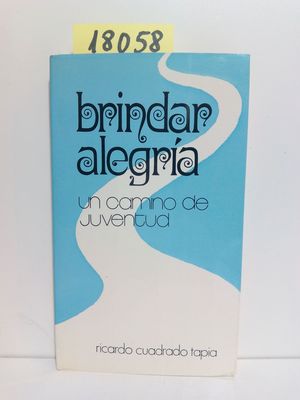 18058
brindar
alegría
un camino de
juventud
ricardo cuadrado tapia